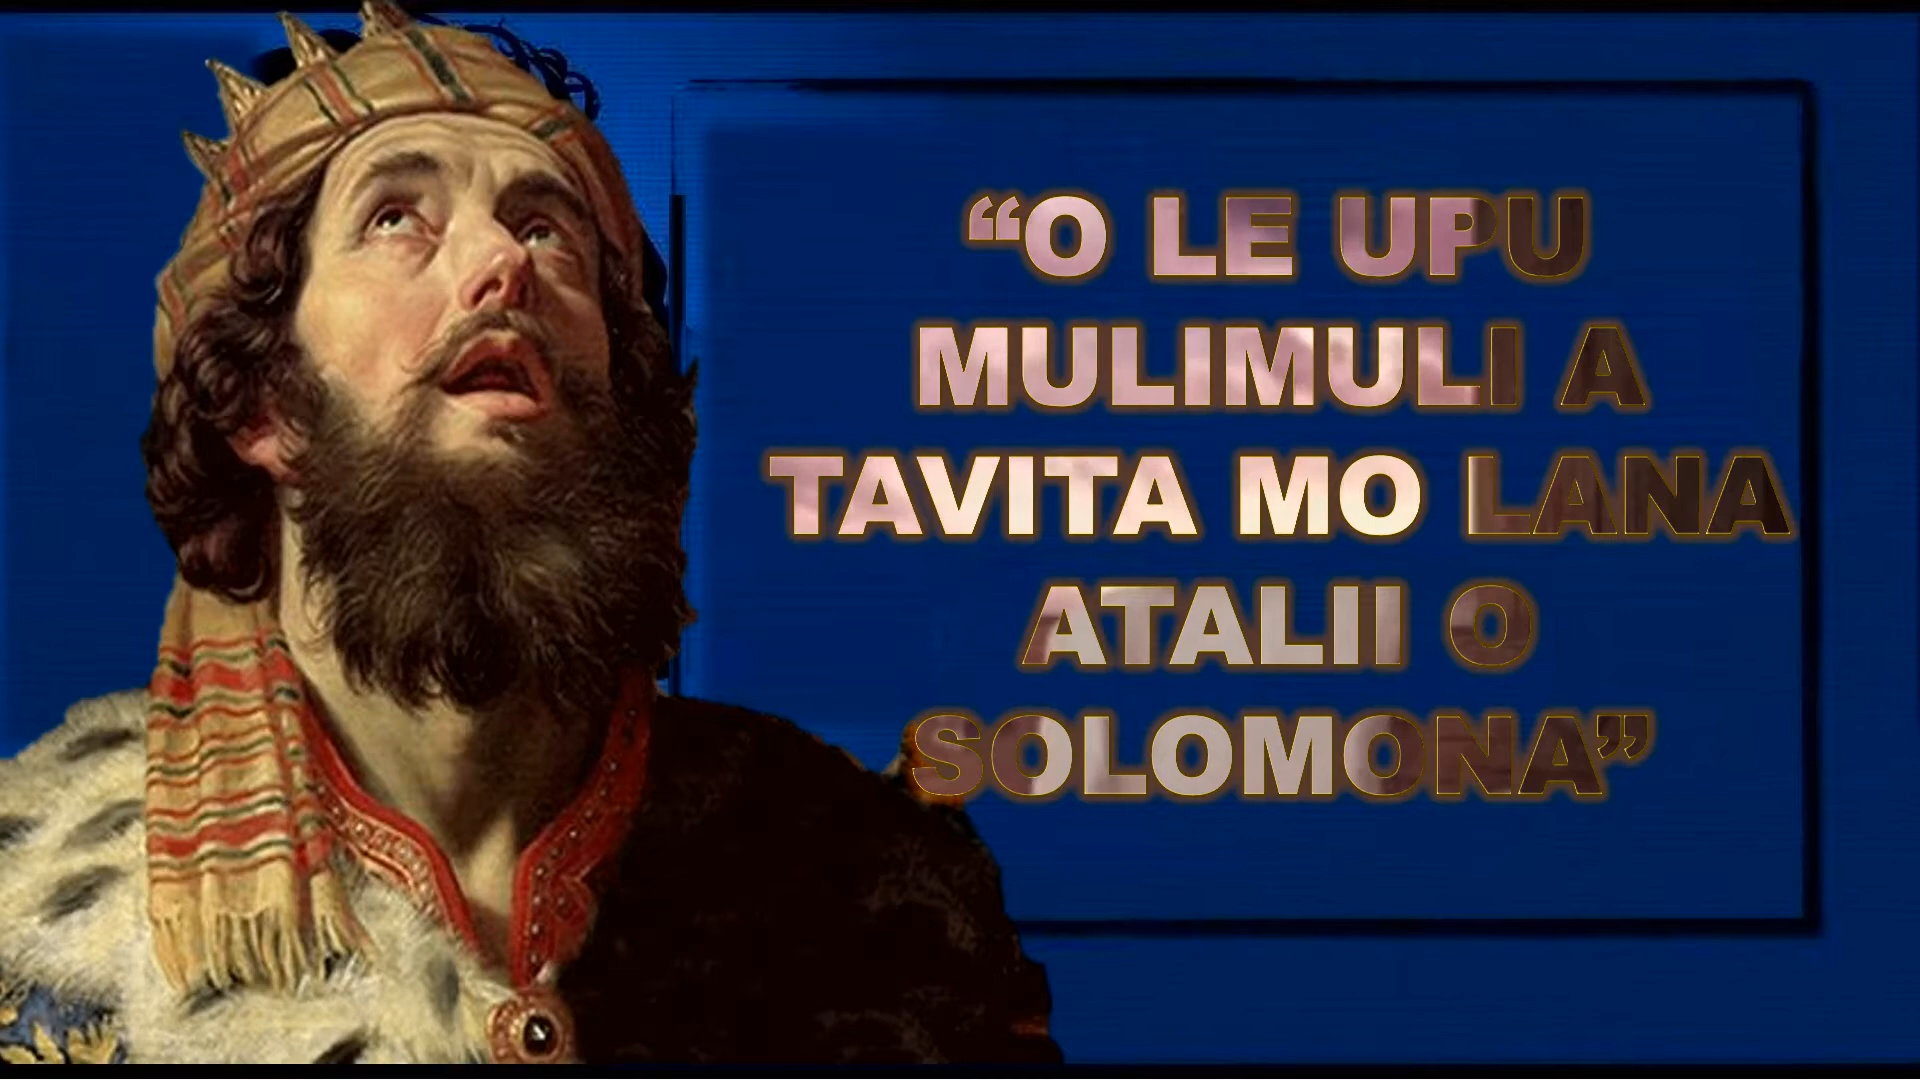 “O LE UPU
MULIMULI A
TAVITA MO LANA
ATALII O
SOLOMONA”